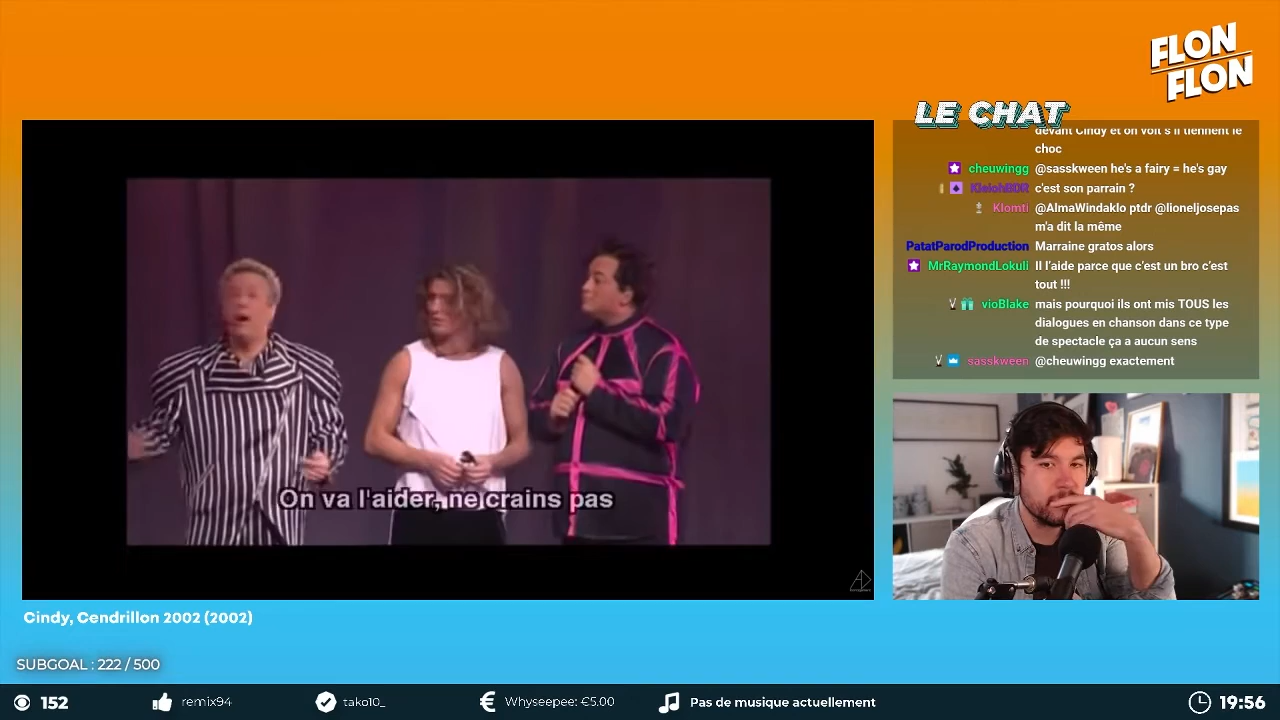 FLON
FLON
LE CHAT
devant Cindy et on voit s'il tiennent le
choc
cheuwingg @sasskween he's a fairy = he's gay
c'est son parrain ?
Klomti @AlmaWindaklo ptdr @lioneljosepas
m'a dit la même
PatatParodProduction Marraine gratos alors
MrRaymondLokuli Il l'aide parce que c'est un bro c'est
tout !!!
vioBlake mais pourquoi ils ont mis TOUS les
dialogues en chanson dans ce type
de spectacle ça a aucun sens
sasskween @cheuwingg exactement
On va l'aider, ne crains pas
Cindy, Cendrillon 2002 (2002)
SUBGOAL : 222 / 500
152 remix94 tako10_ € Whyseepee: €5.00 Pas de musique actuellement 19:56